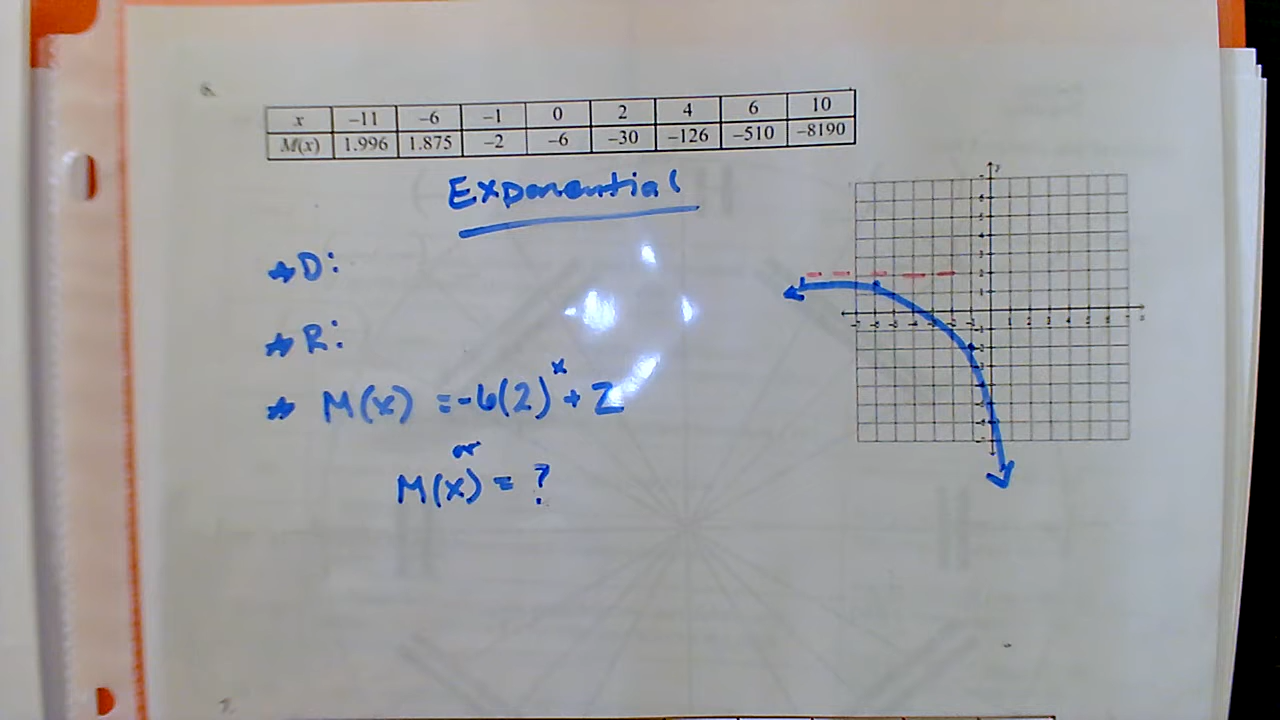 x −11 −6 −1 0 2 4 6 10
M(x) 1.996 1.875 −2 −6 −30 −126 −510 −8190
Exponential
D:
R:
M(x) = -6(2)^x + 2
or
M(x) = ?